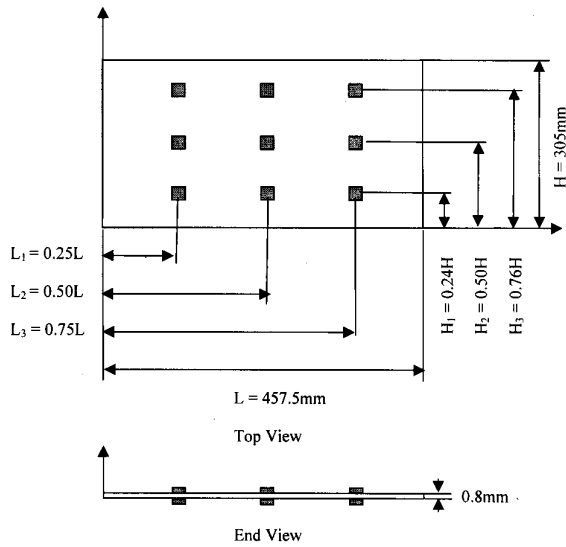 L₁ = 0.25L
L₂ = 0.50L
L₃ = 0.75L
H₁ = 0.24H
H₂ = 0.50H
H₃ = 0.76H
H = 305mm
L = 457.5mm
Top View
0.8mm
End View